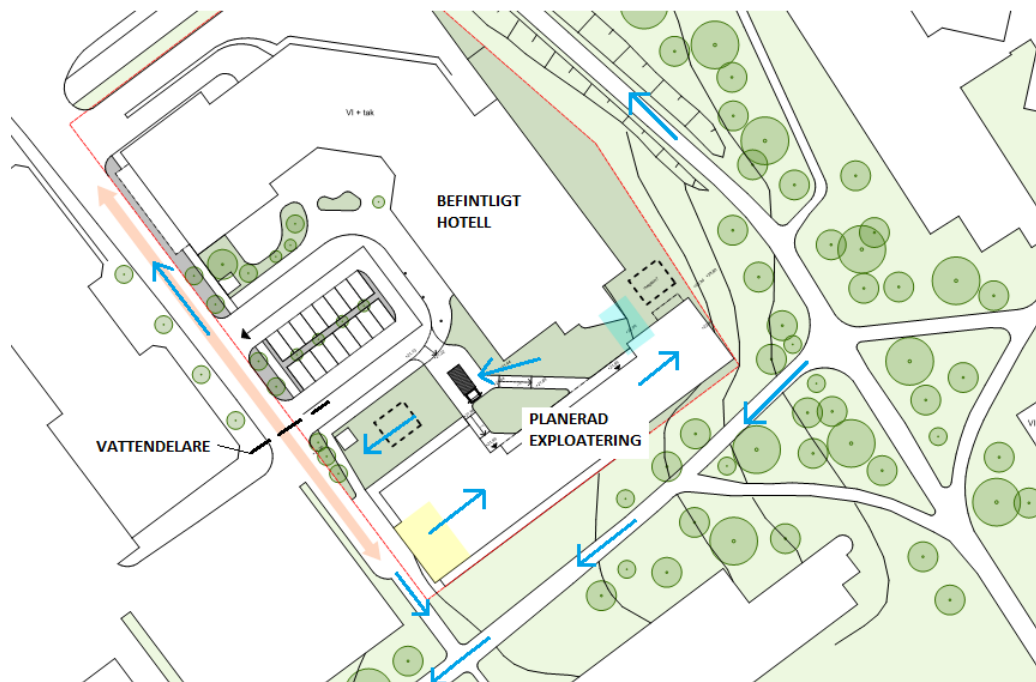 VI + tak
BEFINTLIGT
HOTELL
PLANERAD
EXPLOATERING
VATTENDELARE